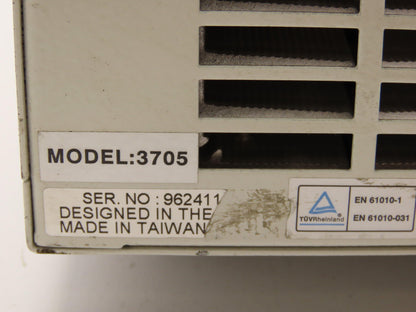 MODEL:3705
SER. NO : 962411
DESIGNED IN THE
MADE IN TAIWAN
TÜVRheinland
EN 61010-1
EN 61010-031